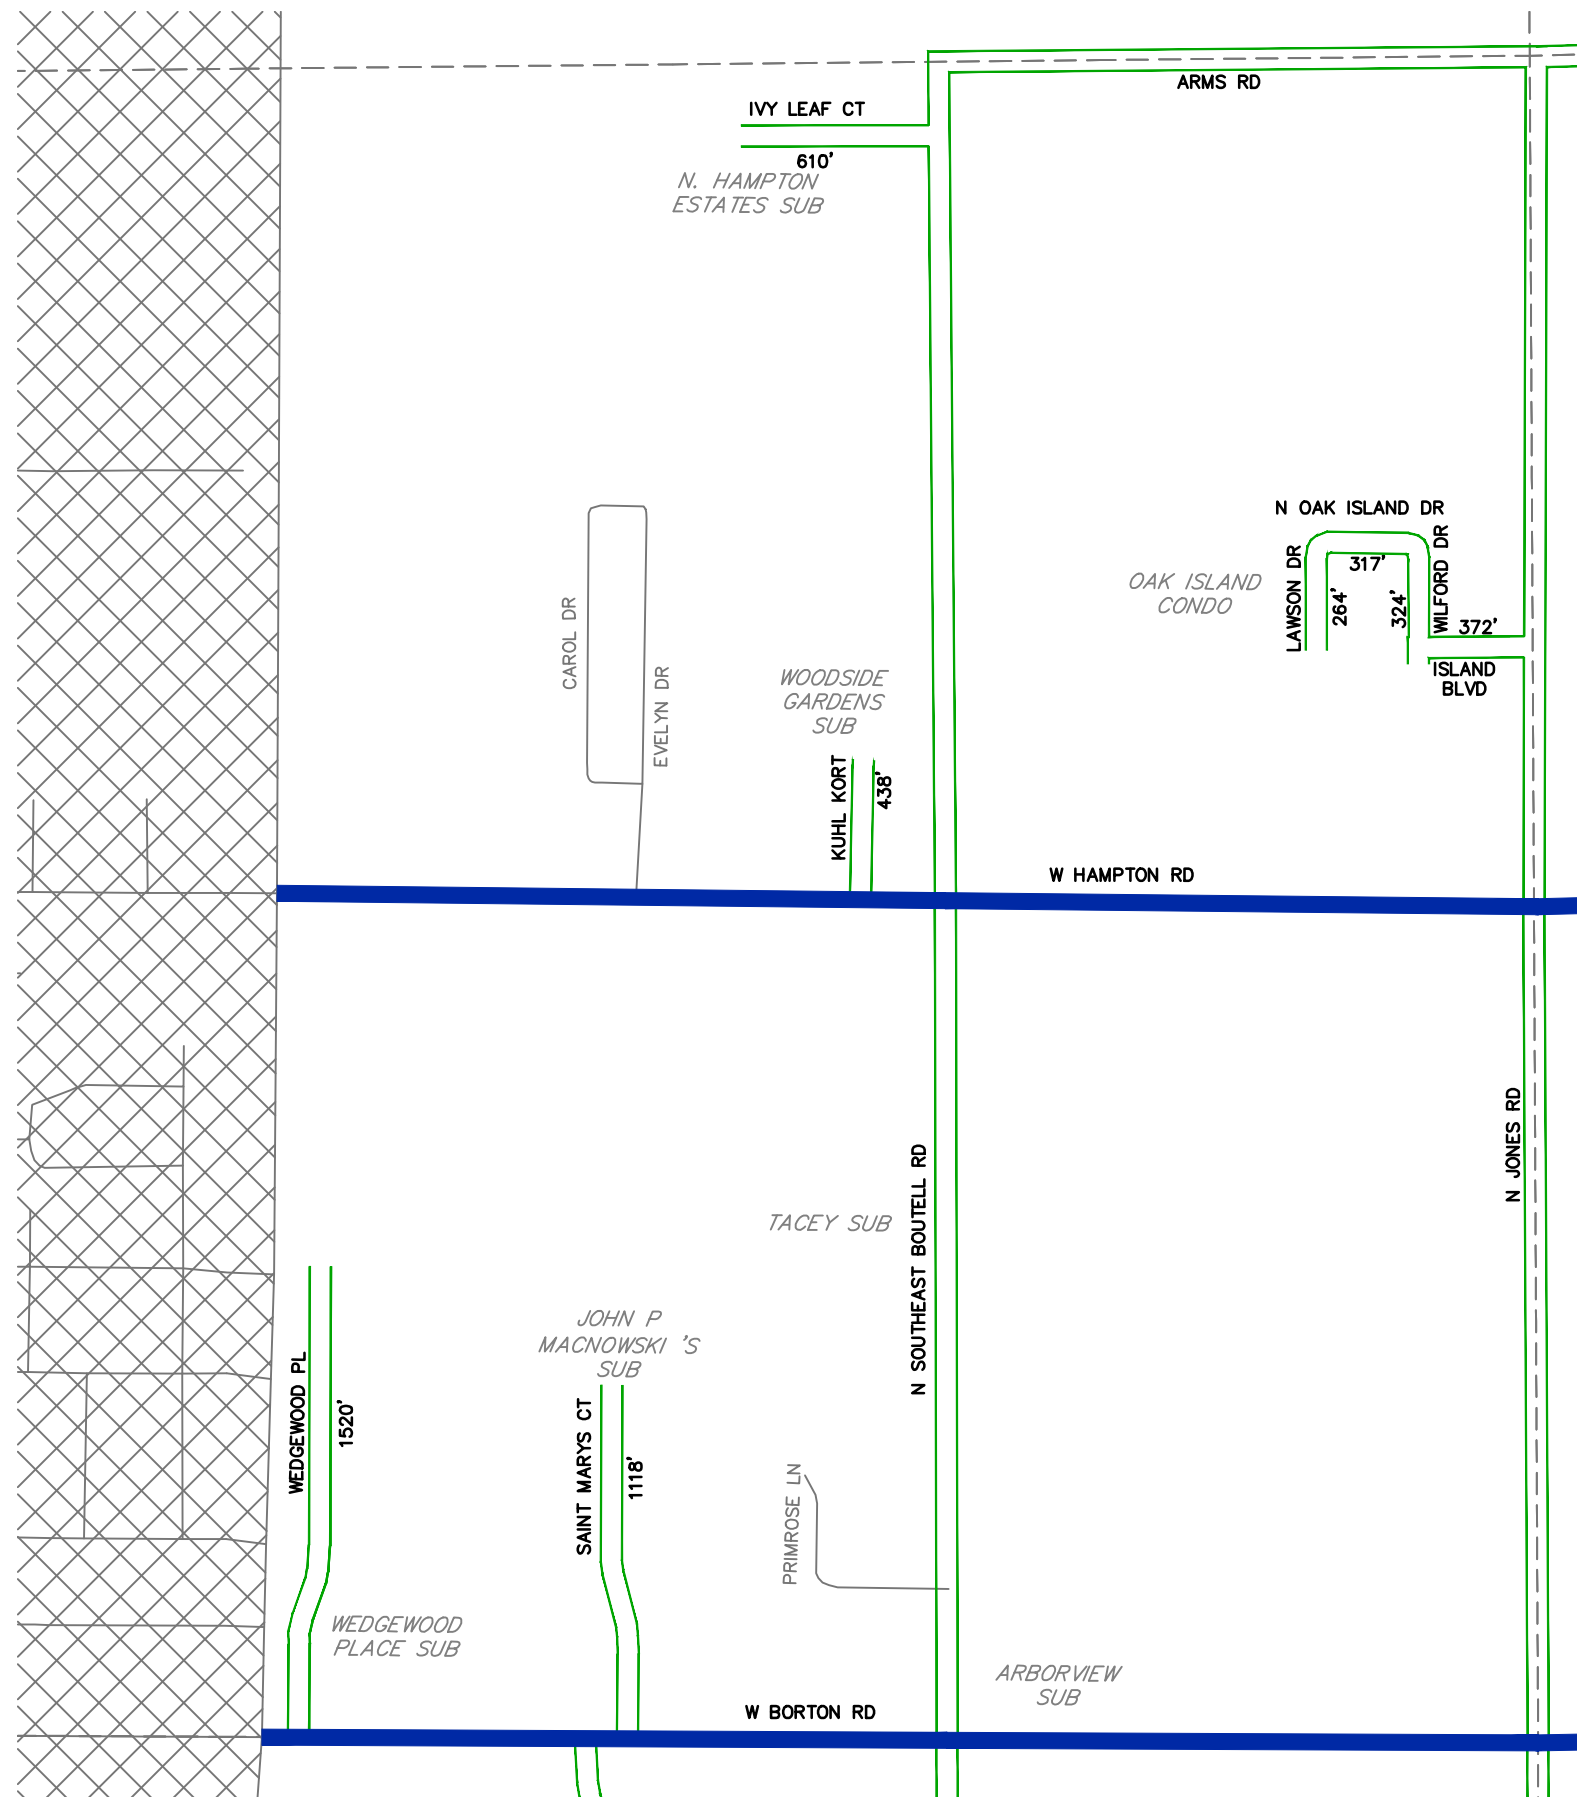 ARMS RD
IVY LEAF CT
610'
N. HAMPTON
ESTATES SUB
N OAK ISLAND DR
LAWSON DR
264'
317'
324'
WILFORD DR
372'
ISLAND
BLVD
OAK ISLAND
CONDO
CAROL DR
EVELYN DR
WOODSIDE
GARDENS
SUB
KUHL KORT
438'
W HAMPTON RD
N JONES RD
N SOUTHEAST BOUTELL RD
TACEY SUB
JOHN P
MACNOWSKI 'S
SUB
WEDGEWOOD PL
1520'
SAINT MARYS CT
1118'
PRIMROSE LN
WEDGEWOOD
PLACE SUB
ARBORVIEW
SUB
W BORTON RD